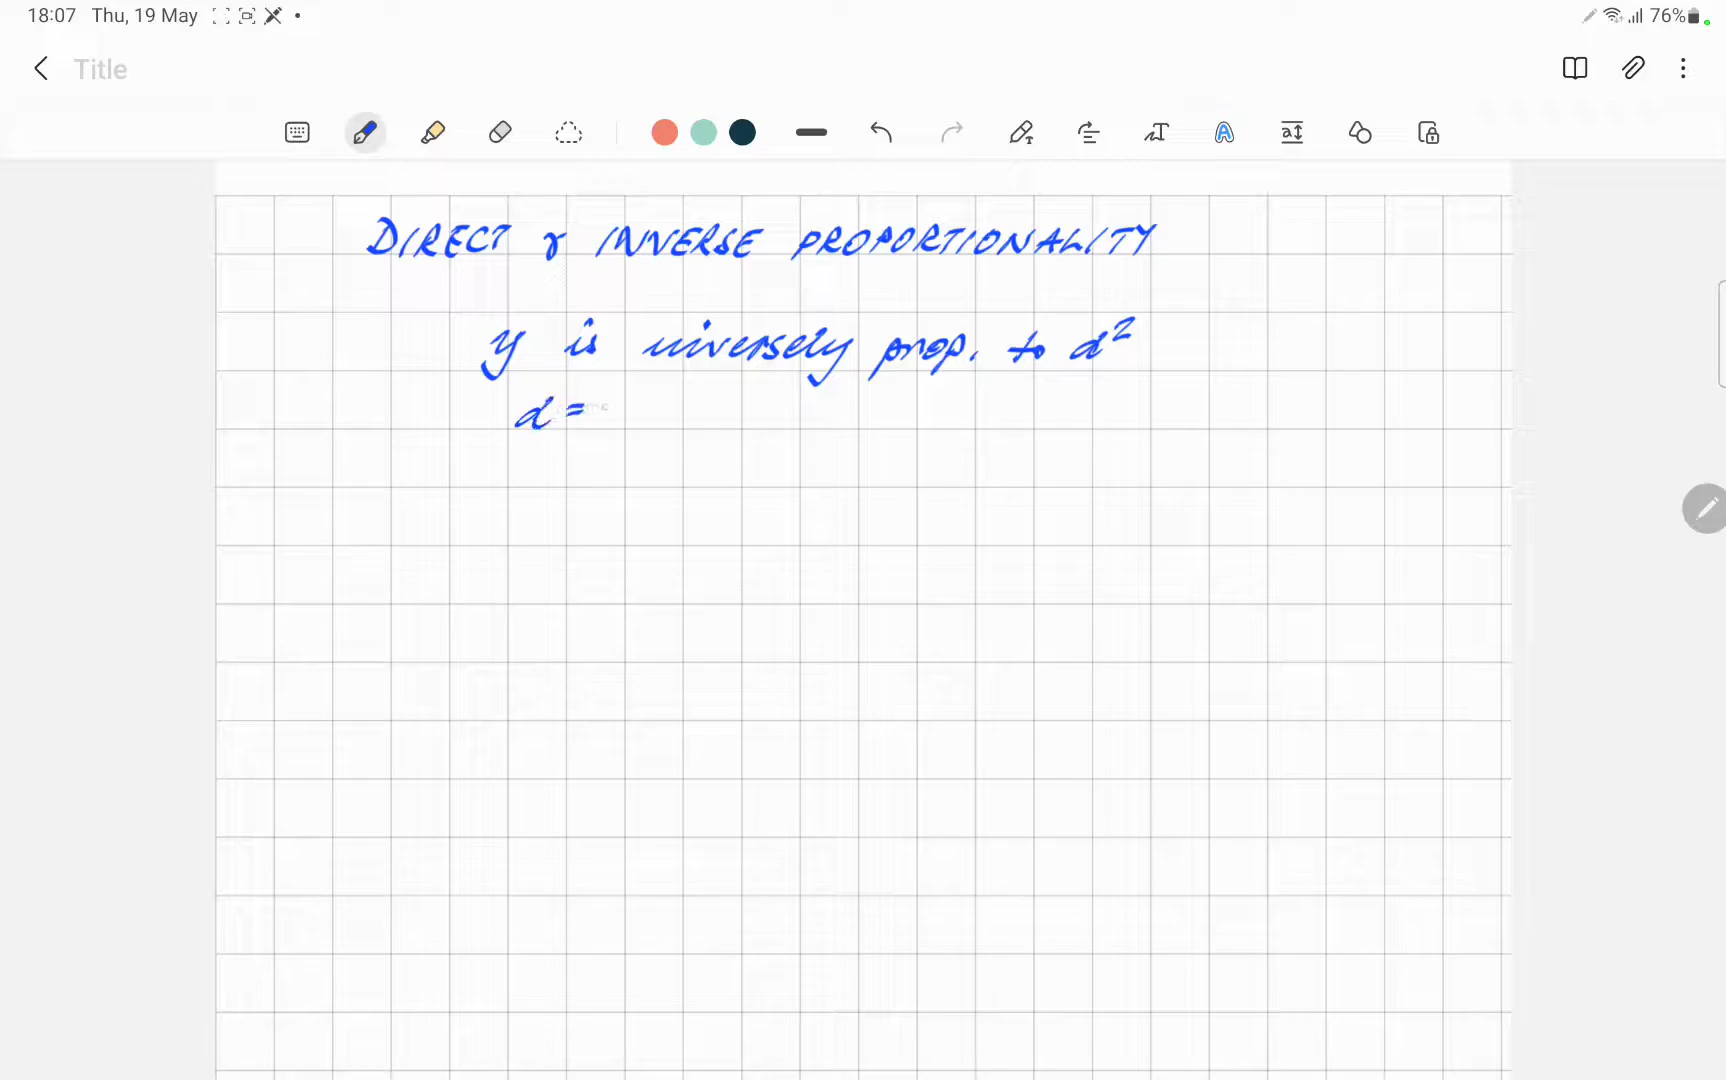 18:07 Thu, 19 May 76%
Title
DIRECT & INVERSE PROPORTIONALITY
y is inversely prop. to d²
d =